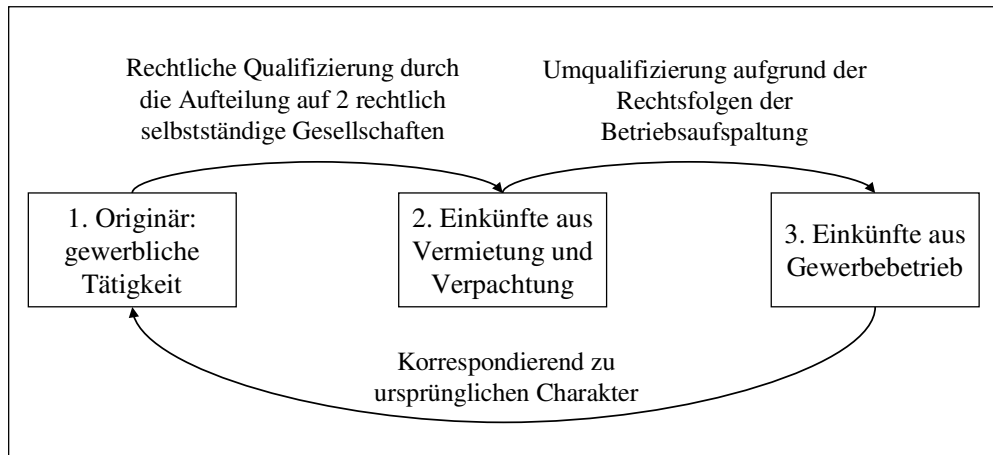 Rechtliche Qualifizierung durch
die Aufteilung auf 2 rechtlich
selbstständige Gesellschaften
Umqualifizierung aufgrund der
Rechtsfolgen der
Betriebsaufspaltung
1. Originär:
gewerbliche
Tätigkeit
2. Einkünfte aus
Vermietung und
Verpachtung
3. Einkünfte aus
Gewerbebetrieb
Korrespondierend zu
ursprünglichen Charakter